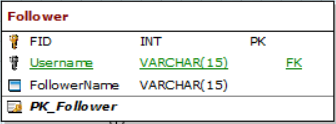 Follower
FID INT PK
Username VARCHAR(15) FK
FollowerName VARCHAR(15)
PK_Follower